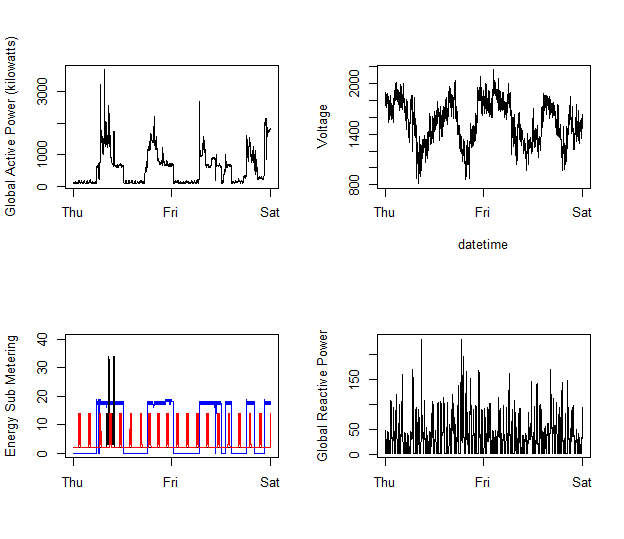 Global Active Power (kilowatts)
0 1000 3000
Thu Fri Sat
Voltage
800 1400 2000
Thu Fri Sat
datetime
Energy Sub Metering
0 10 20 30 40
Thu Fri Sat
Global Reactive Power
0 50 150
Thu Fri Sat